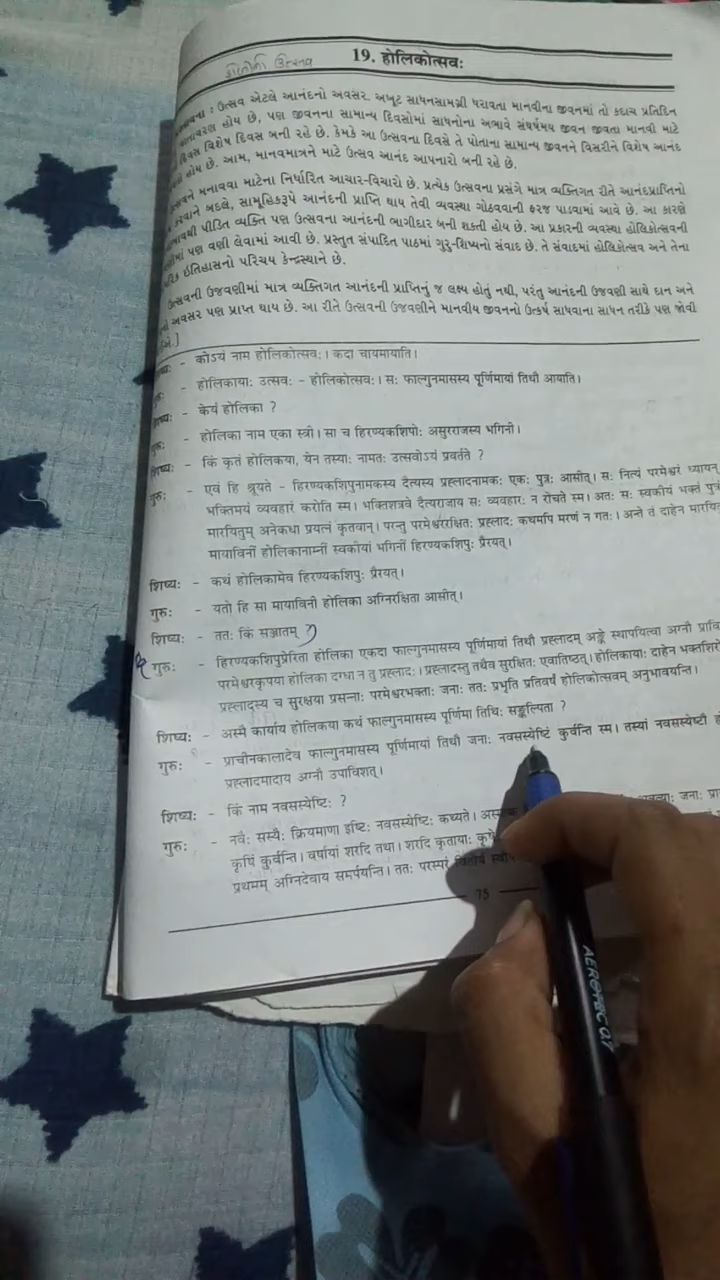 હોળીનો ઉત્સવ
19. होलिकोत्सवः
: ઉત્સવ એટલે આનંદનો અવસર. અખૂટ સાધનસામગ્રી ધરાવતા માનવીના જીવનમાં તો કદાચ પ્રતિદિન
હોય છે, પણ જીવનના સામાન્ય દિવસોમાં સાધનોના અભાવે સંઘર્ષમય જીવન જીવતા માનવી માટે
દિવસ વિશેષ દિવસ બની રહે છે. કેમકે આ ઉત્સવના દિવસે તે પોતાના સામાન્ય જીવનને વિસરીને વિશેષ આનંદ
હોય છે. આમ, માનવમાત્રને માટે ઉત્સવ આનંદ આપનારો બની રહે છે.
મનાવવા માટેના નિર્ધારિત આચાર-વિચારો છે. પ્રત્યેક ઉત્સવના પ્રસંગે માત્ર વ્યક્તિગત રીતે આનંદપ્રાપ્તિનો
કરવાને બદલે, સામૂહિકરૂપે આનંદની પ્રાપ્તિ થાય તેવી વ્યવસ્થા ગોઠવવાની ફરજ પાડવામાં આવે છે. આ કારણે
પીડિત વ્યક્તિ પણ ઉત્સવના આનંદની ભાગીદાર બની શકતી હોય છે. આ પ્રકારની વ્યવસ્થા હોલિકોત્સવની
પણ વણી લેવામાં આવી છે. પ્રસ્તુત સંપાદિત પાઠમાં ગુરુ-શિષ્યનો સંવાદ છે. તે સંવાદમાં હોલિકોત્સવ અને તેના
ઇતિહાસનો પરિચય કેન્દ્રસ્થાને છે.
ઉત્સવની ઉજવણીમાં માત્ર વ્યક્તિગત આનંદની પ્રાપ્તિનું જ લક્ષ્ય હોતું નથી, પરંતુ આનંદની ઉજવણી સાથે દાન અને
અવસર પણ પ્રાપ્ત થાય છે. આ રીતે ઉત્સવની ઉજવણીને માનવીય જીવનનો ઉત્કર્ષ સાધવાના સાધન તરીકે પણ જોવી
- कोऽयं नाम होलिकोत्सवः। कदा चायमायाति।
- होलिकायाः उत्सवः - होलिकोत्सवः। सः फाल्गुनमासस्य पूर्णिमायां तिथौ आयाति।
- केयं होलिका ?
गुरुः - होलिका नाम एका स्त्री। सा च हिरण्यकशिपोः असुरराजस्य भगिनी।
शिष्यः - किं कृतं होलिकया, येन तस्याः नामतः उत्सवोऽयं प्रवर्तते ?
गुरुः - एवं हि श्रूयते - हिरण्यकशिपुनामकस्य दैत्यस्य प्रह्लादनामकः एकः पुत्रः आसीत्। सः नित्यं परमेश्वरं ध्यायन्
भक्तिमयं व्यवहारं करोति स्म। भक्तिशत्रवे दैत्यराजाय सः व्यवहारः न रोचते स्म। अतः सः स्वकीयं भक्तं
मारयितुम् अनेकधा प्रयत्नं कृतवान्। परन्तु परमेश्वररक्षितः प्रह्लादः कथमपि मरणं न गतः। अन्ते तं दाहेन
मायाविनीं होलिकानाम्नीं स्वकीयां भगिनीं हिरण्यकशिपुः प्रैरयत्।
शिष्यः - कथं होलिकामेव हिरण्यकशिपुः प्रैरयत्।
गुरुः - यतो हि सा मायाविनी होलिका अग्निरक्षिता आसीत्।
शिष्यः - ततः किं सञ्जातम् ?
गुरुः - हिरण्यकशिपुप्रेरिता होलिका एकदा फाल्गुनमासस्य पूर्णिमायां तिथौ प्रह्लादम् अङ्के स्थापयित्वा अग्नौ
परमेश्वरकृपया होलिका दग्धा न तु प्रह्लादः। प्रह्लादस्तु तथैव सुरक्षितः एवातिष्ठत्। होलिकायाः दाहेन
प्रह्लादस्य च सुरक्षया प्रसन्नाः परमेश्वरभक्ताः जनाः ततः प्रभृति प्रतिवर्षं होलिकोत्सवम् अनुभावयन्ति।
शिष्यः - अस्मै कार्याय होलिकया कथं फाल्गुनमासस्य पूर्णिमा तिथिः सङ्कल्पिता ?
गुरुः - प्राचीनकालादेव फाल्गुनमासस्य पूर्णिमायां तिथौ जनाः नवसस्येष्टिं कुर्वन्ति स्म। तस्यां नवसस्येष्टौ
प्रह्लादमादाय अग्नौ उपाविशत्।
शिष्यः - किं नाम नवसस्येष्टिः ?
गुरुः - नवैः सस्यैः क्रियमाणा इष्टिः नवसस्येष्टिः कथ्यते। जनाः
कृषिं कुर्वन्ति। वर्षायां शरदि तथा। शरदि कृतायाः
प्रथमम् अग्निदेवाय समर्पयन्ति। ततः परस्परं
75
AEROMEC 0.7